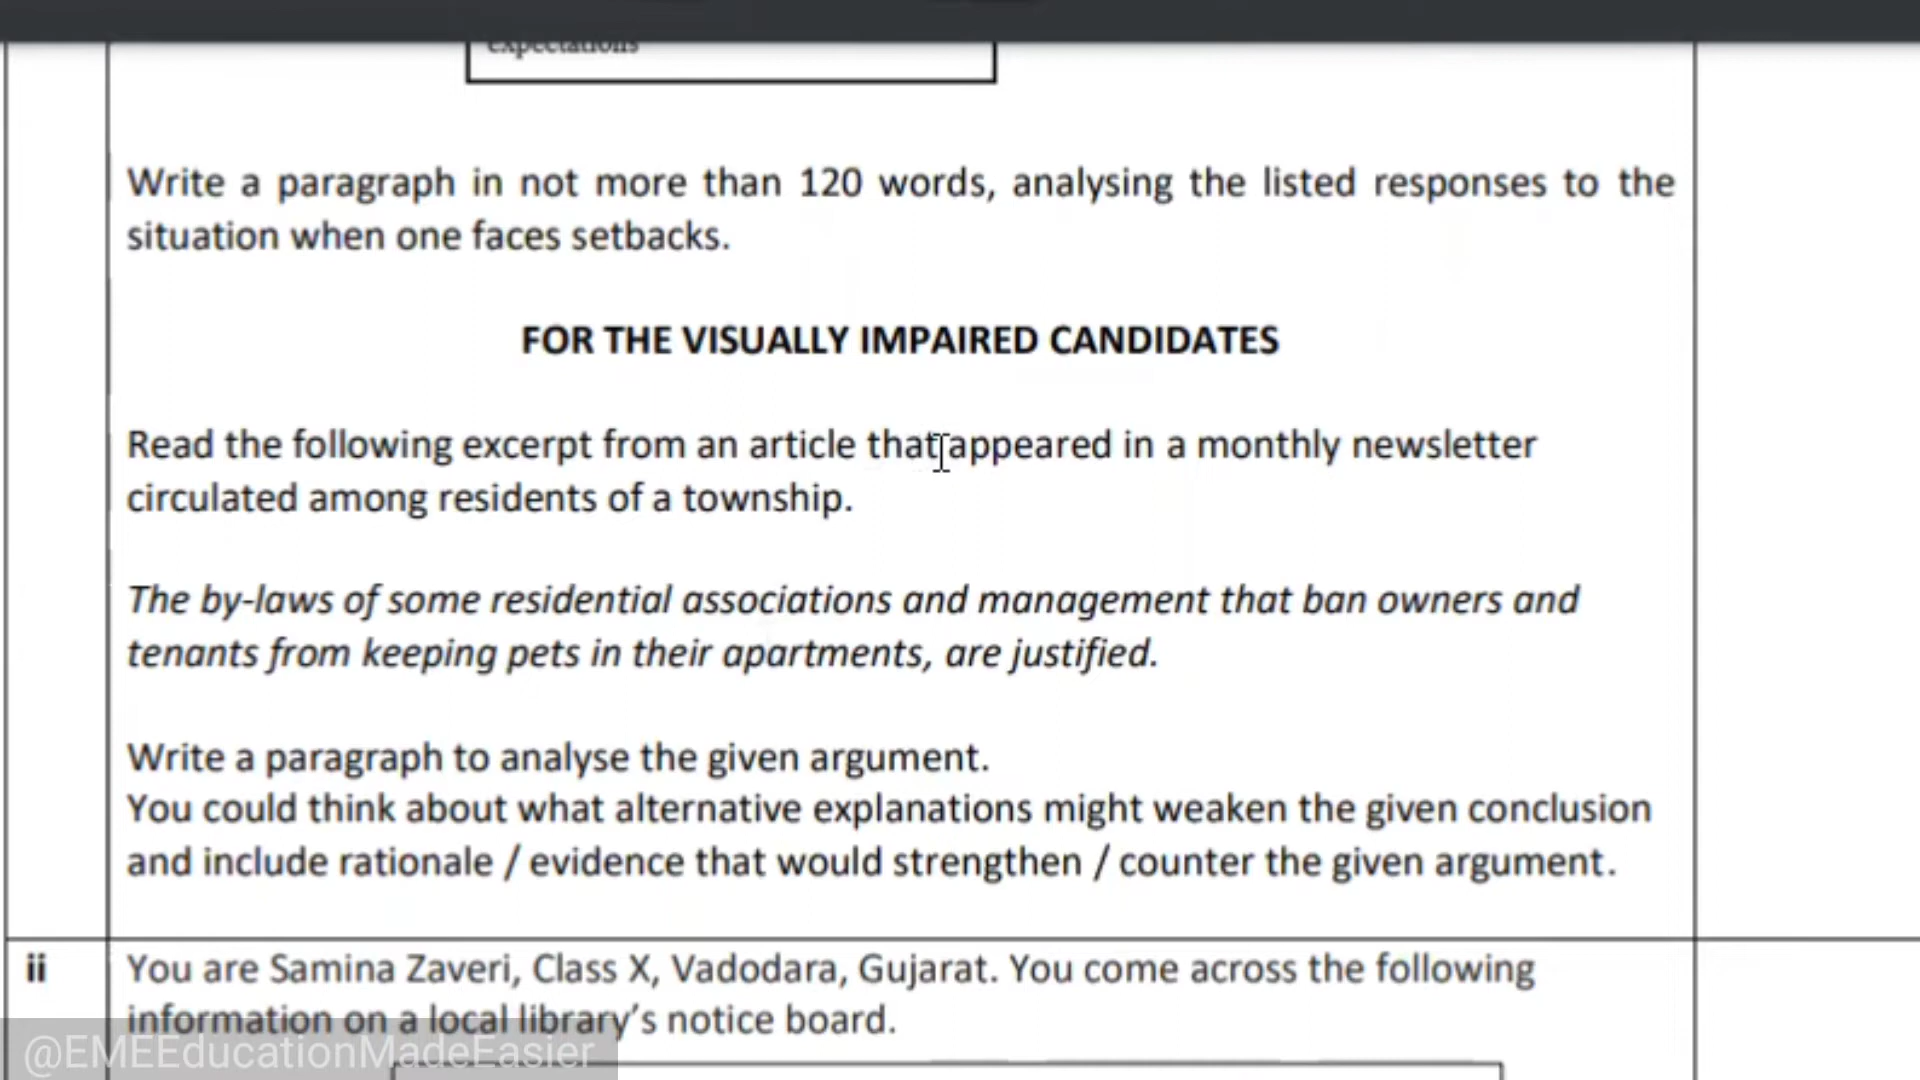 expectations
Write a paragraph in not more than 120 words, analysing the listed responses to the
situation when one faces setbacks.
FOR THE VISUALLY IMPAIRED CANDIDATES
Read the following excerpt from an article that appeared in a monthly newsletter
circulated among residents of a township.
The by-laws of some residential associations and management that ban owners and
tenants from keeping pets in their apartments, are justified.
Write a paragraph to analyse the given argument.
You could think about what alternative explanations might weaken the given conclusion
and include rationale / evidence that would strengthen / counter the given argument.
ii You are Samina Zaveri, Class X, Vadodara, Gujarat. You come across the following
information on a local library's notice board.
@EMEEducationMadeEasier